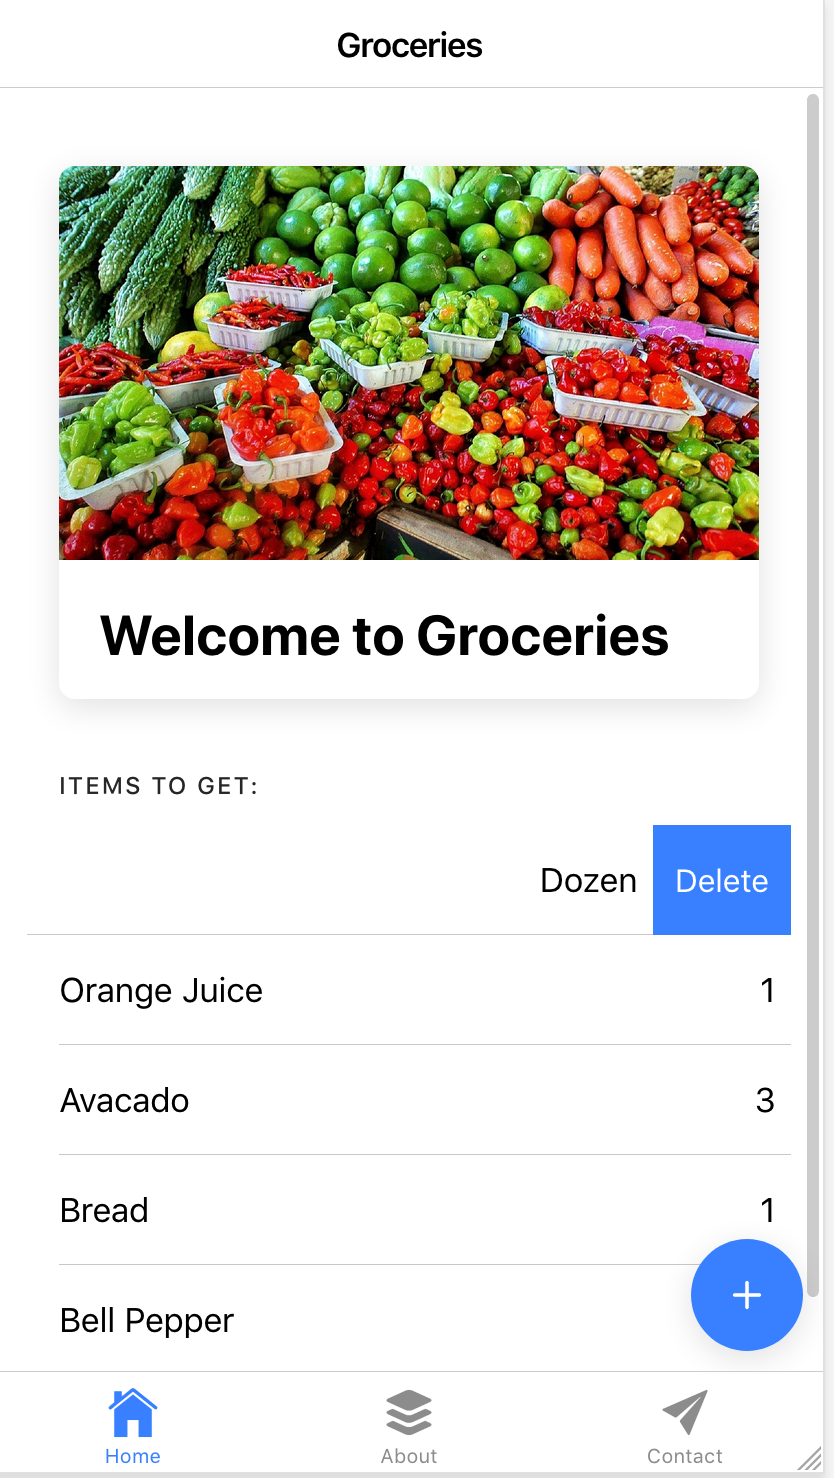 Groceries
Welcome to Groceries
ITEMS TO GET:
Dozen Delete
Orange Juice 1
Avacado 3
Bread 1
Bell Pepper
Home About Contact